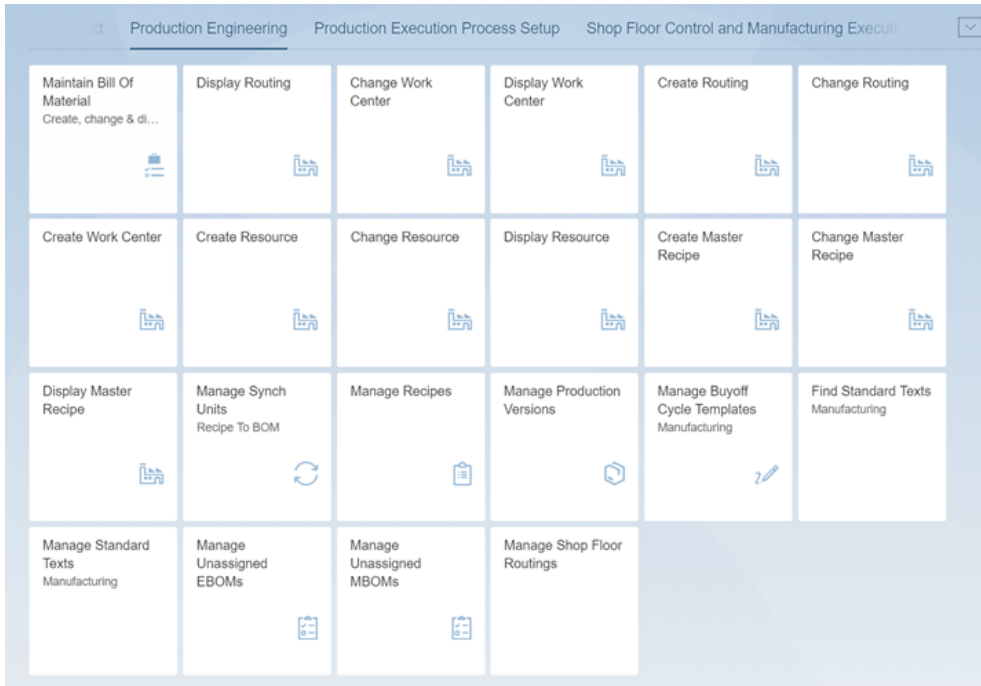 ct Production Engineering Production Execution Process Setup Shop Floor Control and Manufacturing Executi
Maintain Bill Of
Material
Create, change & di...
Display Routing
Change Work
Center
Display Work
Center
Create Routing
Change Routing
Create Work Center
Create Resource
Change Resource
Display Resource
Create Master
Recipe
Change Master
Recipe
Display Master
Recipe
Manage Synch
Units
Recipe To BOM
Manage Recipes
Manage Production
Versions
Manage Buyoff
Cycle Templates
Manufacturing
Find Standard Texts
Manufacturing
Manage Standard
Texts
Manufacturing
Manage
Unassigned
EBOMs
Manage
Unassigned
MBOMs
Manage Shop Floor
Routings